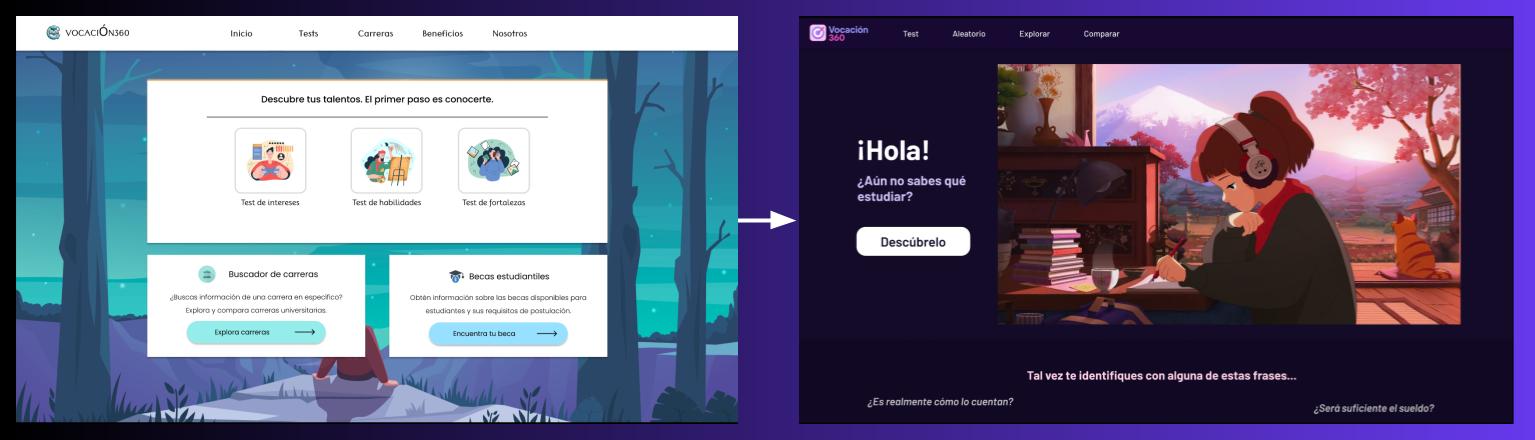 VOCACIÓN360
Inicio
Tests
Carreras
Beneficios
Nosotros
Descubre tus talentos. El primer paso es conocerte.
Test de intereses
Test de habilidades
Test de fortalezas
Buscador de carreras
¿Buscas información de una carrera en específico?
Explora y compara carreras universitarias
Explora carreras
Becas estudiantiles
Obtén información sobre las becas disponibles para
estudiantes y sus requisitos de postulación.
Encuentra tu beca
Vocación
360
Test
Aleatorio
Explorar
Comparar
¡Hola!
¿Aún no sabes qué
estudiar?
Descúbrelo
Tal vez te identifiques con alguna de estas frases...
¿Es realmente cómo lo cuentan?
¿Será suficiente el sueldo?